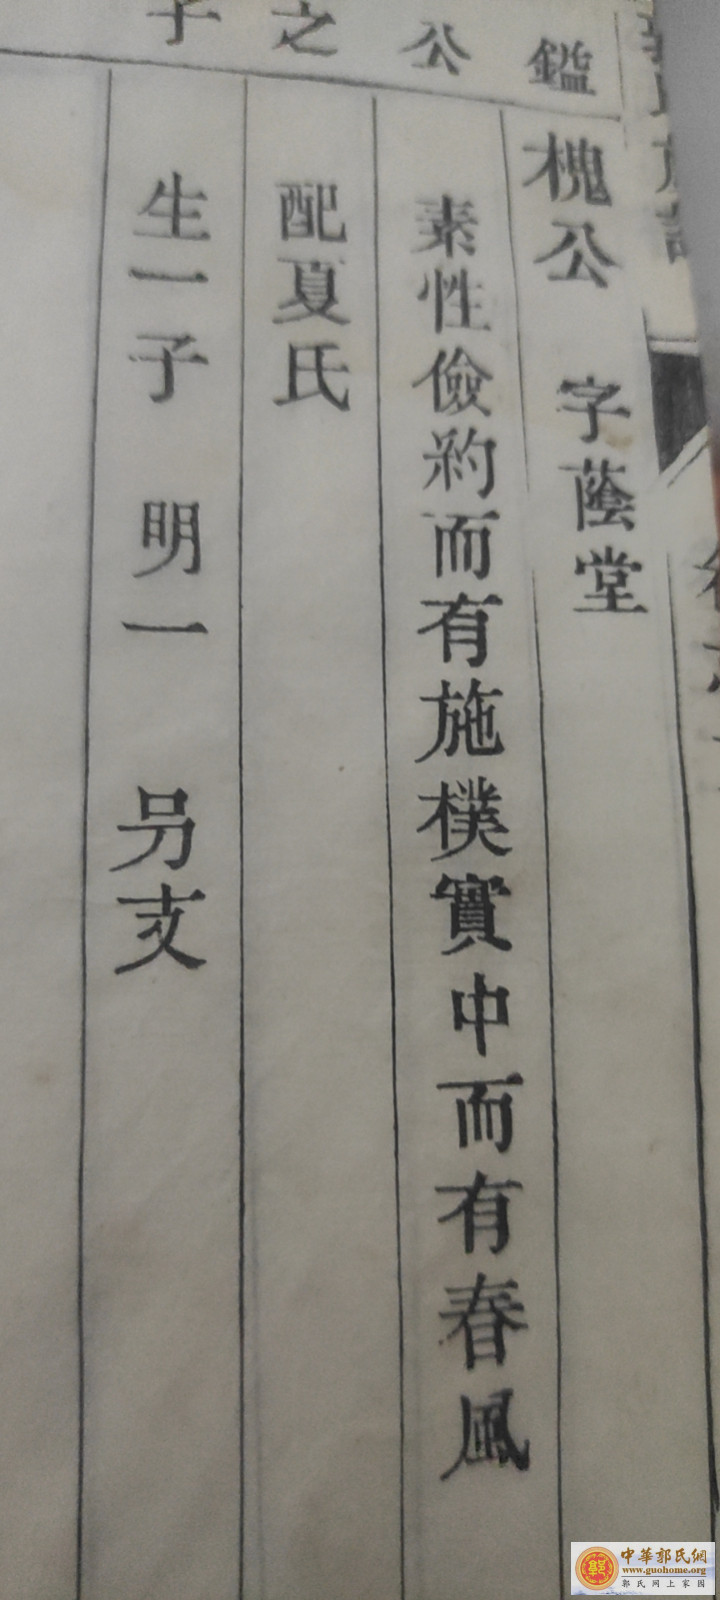 鑑公之子
槐公 字蔭堂
素性儉約而有施樸實中而有春風
配夏氏
生一子 明一 另支
中華郭氏網
www.guohome.org
郭氏网上家园